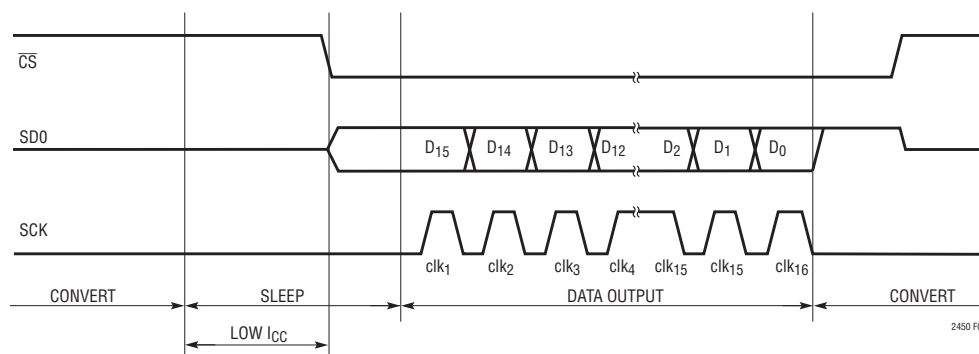 CS
SD0
D15 D14 D13 D12 D2 D1 D0
SCK
clk1 clk2 clk3 clk4 clk15 clk15 clk16
CONVERT SLEEP DATA OUTPUT CONVERT
LOW ICC
2450